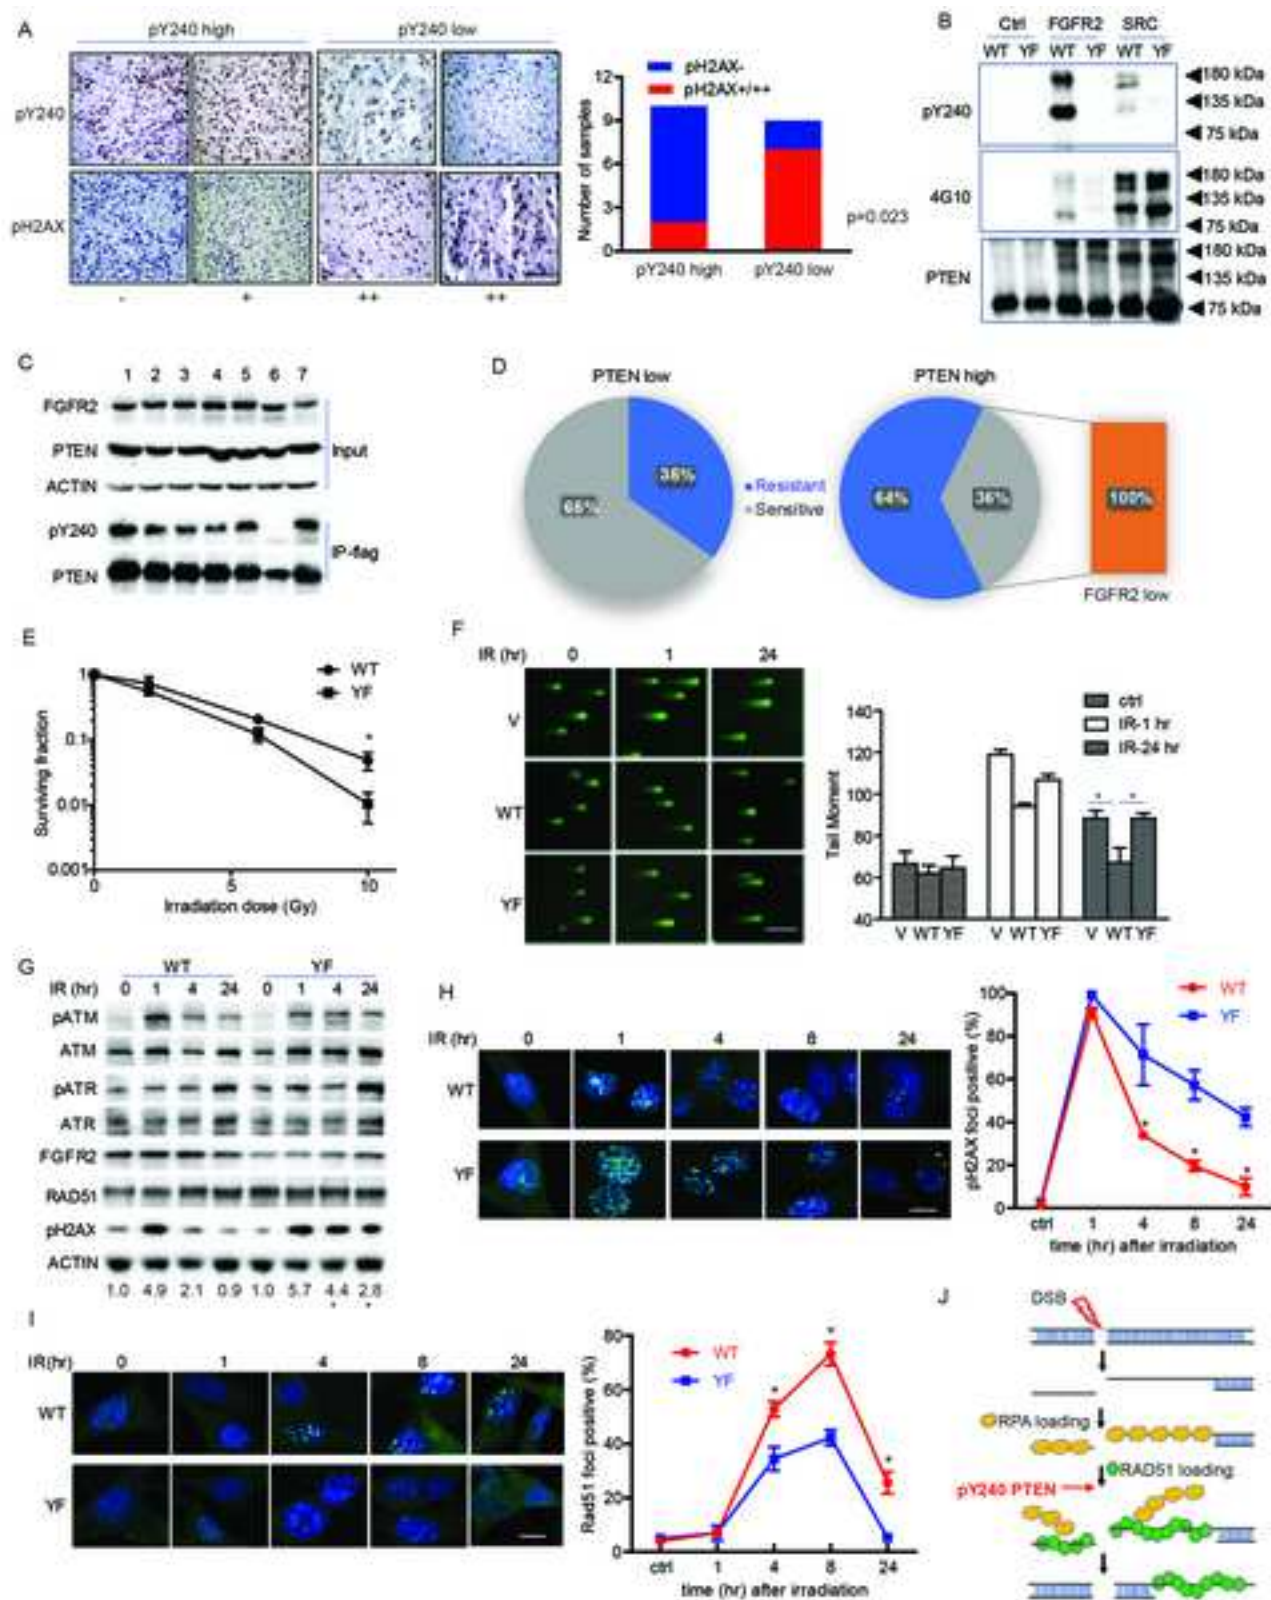 A
pY240 high
pY240 low
pY240
pH2AX
-
+
++
++
pH2AX-
pH2AX+/++
Number of samples
12
9
6
3
0
pY240 high
pY240 low
p=0.023
B
Ctrl
FGFR2
SRC
WT YF WT YF WT YF
pY240
180 kDa
135 kDa
75 kDa
4G10
180 kDa
135 kDa
75 kDa
PTEN
180 kDa
135 kDa
75 kDa
C
1 2 3 4 5 6 7
FGFR2
PTEN
ACTIN
Input
pY240
PTEN
IP-flag
D
PTEN low
PTEN high
36%
Resistant
Sensitive
64%
36%
100%
FGFR2 low
E
WT
YF
*
Surviving fraction
1
0.1
0.01
0.001
0
5
10
Irradiation dose (Gy)
F
IR (hr)
0
1
24
V
WT
YF
ctrl
IR-1 hr
IR-24 hr
Tail Moment
140
120
100
80
60
40
V WT YF
V WT YF
V WT YF
G
WT
YF
IR (hr)
0 1 4 24 0 1 4 24
pATM
ATM
pATR
ATR
FGFR2
RAD51
pH2AX
ACTIN
1.0 4.9 2.1 0.9 1.0 5.7 4.4 2.8
H
IR (hr)
0
1
4
8
24
WT
YF
WT
YF
pH2AX foci positive (%)
100
80
60
40
20
0
* * *
ctrl 1 4 8 24
time (hr) after irradiation
I
IR(hr)
0
1
4
8
24
WT
YF
WT
YF
Rad51 foci positive (%)
80
60
40
20
0
* * *
ctrl 1 4 8 24
time (hr) after irradiation
J
DSB
RPA loading
RAD51 loading
pY240 PTEN